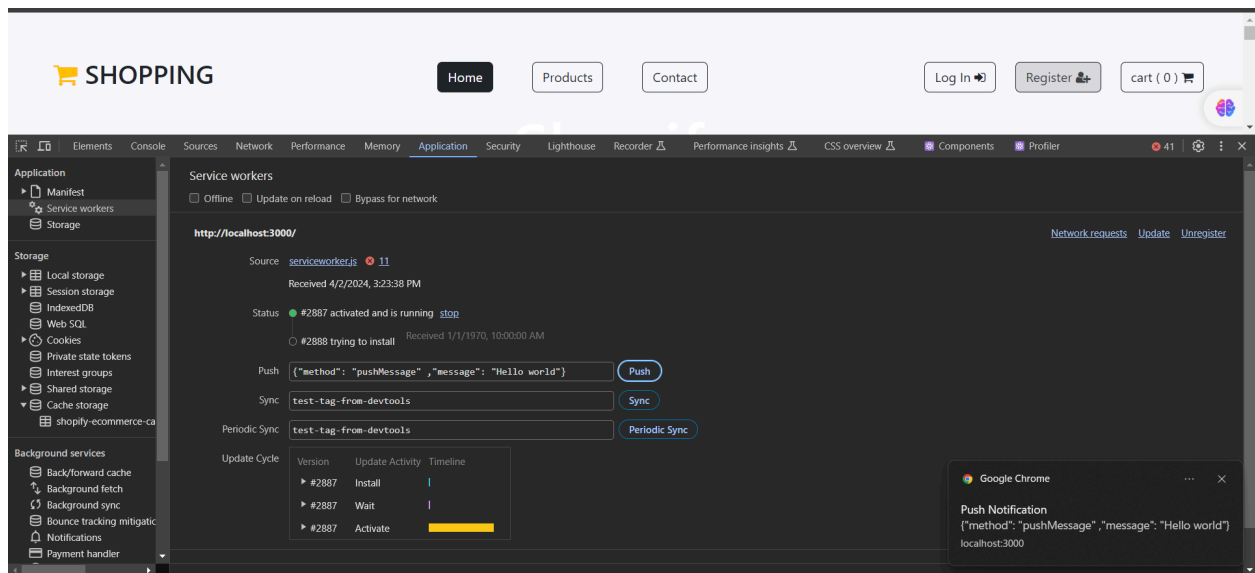 SHOPPING
Home
Products
Contact
Log In
Register
cart ( 0 )
Elements Console Sources Network Performance Memory Application Security Lighthouse Recorder Performance insights CSS overview Components Profiler 41
Application
Manifest
Service workers
Storage
Storage
Local storage
Session storage
IndexedDB
Web SQL
Cookies
Private state tokens
Interest groups
Shared storage
Cache storage
shopify-ecommerce-ca
Background services
Back/forward cache
Background fetch
Background sync
Bounce tracking mitigatic
Notifications
Payment handler
Service workers
Offline Update on reload Bypass for network
http://localhost:3000/ Network requests Update Unregister
Source serviceworker.js 11
Received 4/2/2024, 3:23:38 PM
Status #2887 activated and is running stop
#2888 trying to install Received 1/1/1970, 10:00:00 AM
Push {"method": "pushMessage" ,"message": "Hello world"} Push
Sync test-tag-from-devtools Sync
Periodic Sync test-tag-from-devtools Periodic Sync
Update Cycle Version Update Activity Timeline
#2887 Install
#2887 Wait
#2887 Activate
Google Chrome
Push Notification
{"method": "pushMessage" ,"message": "Hello world"}
localhost:3000